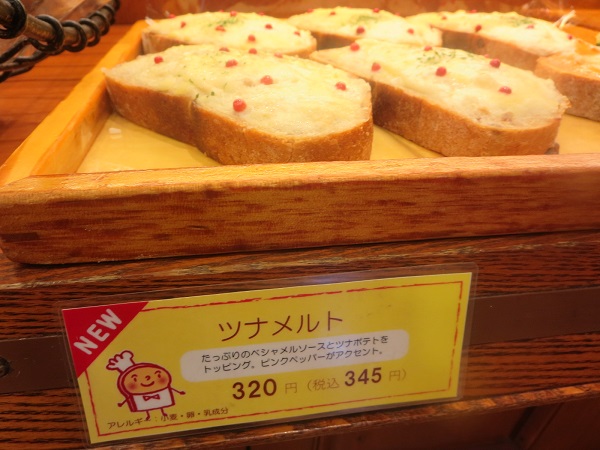 NEW
ツナメルト
たっぷりのベシャメルソースとツナポテトを
トッピング。ピンクペッパーがアクセント。
320円(税込345円)
アレルギー:小麦・卵・乳成分